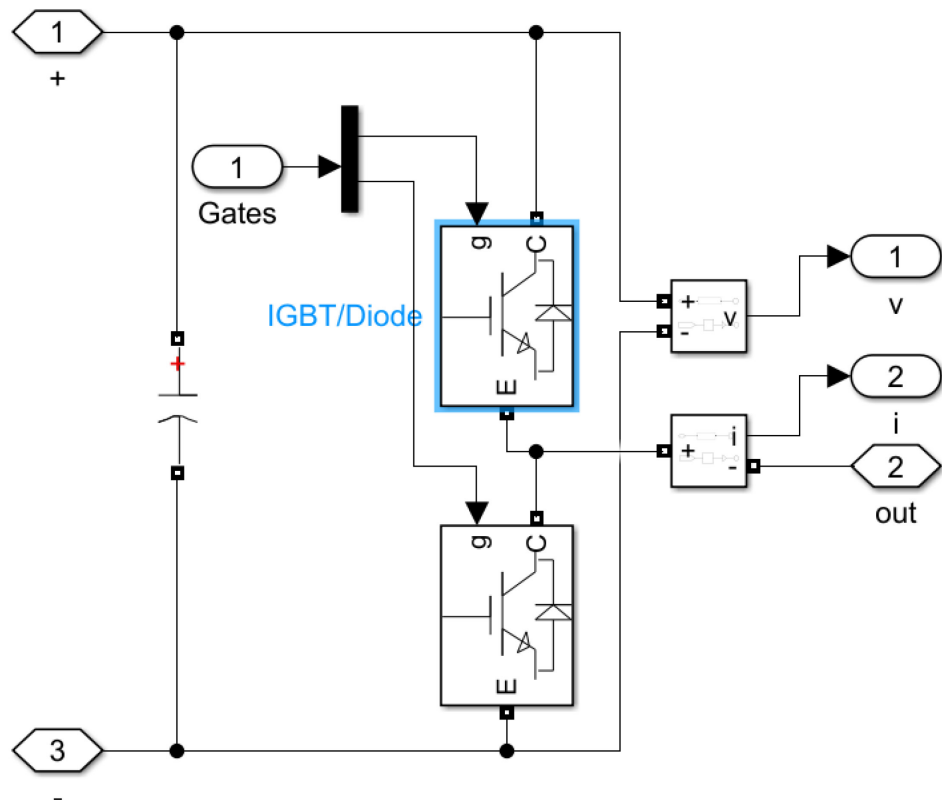 1
+
1
Gates
g
C
IGBT/Diode
E
+
-
v
1
v
+
i
-
2
i
2
out
+
g
C
E
3
-